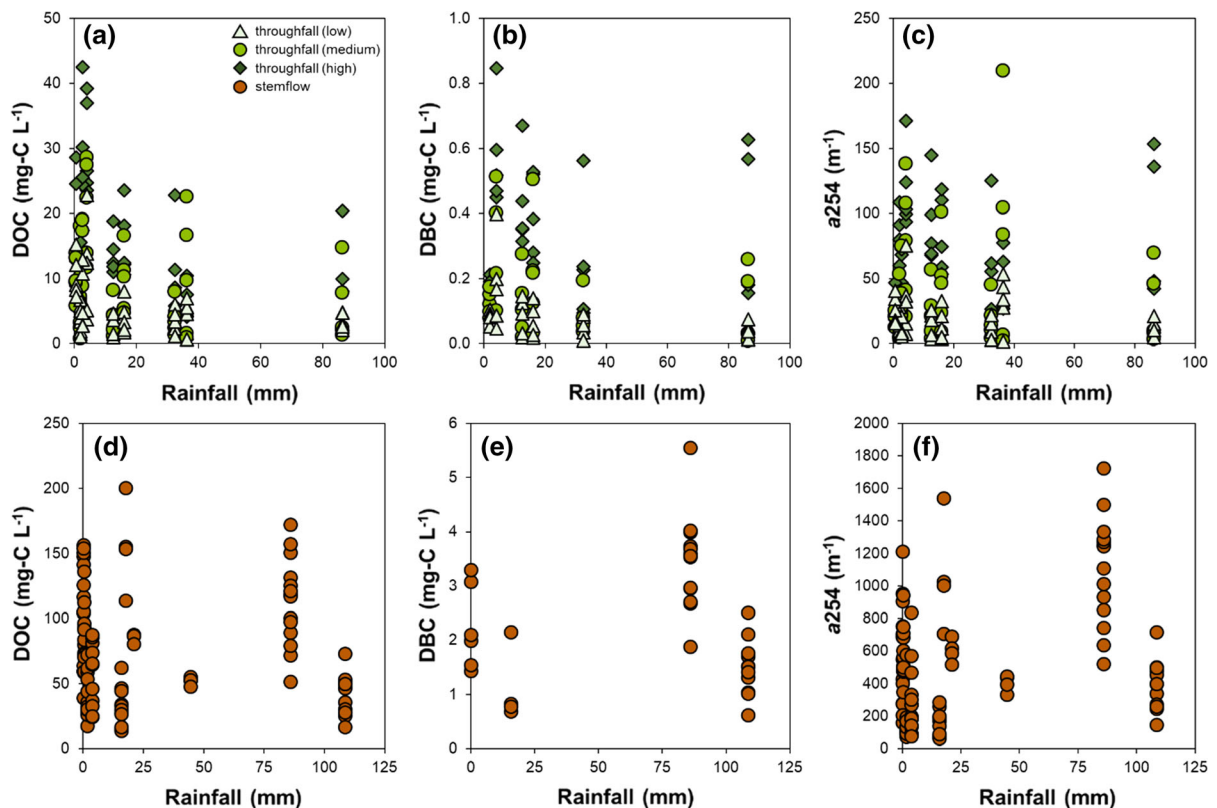 (a)
50
40
30
20
10
0
DOC (mg-C L-1)
throughfall (low)
throughfall (medium)
throughfall (high)
stemflow
0 20 40 60 80 100
Rainfall (mm)
(b)
1.0
0.8
0.6
0.4
0.2
0.0
DBC (mg-C L-1)
0 20 40 60 80 100
Rainfall (mm)
(c)
250
200
150
100
50
0
a254 (m-1)
0 20 40 60 80 100
Rainfall (mm)
(d)
250
200
150
100
50
0
DOC (mg-C L-1)
0 25 50 75 100 125
Rainfall (mm)
(e)
6
5
4
3
2
1
0
DBC (mg-C L-1)
0 25 50 75 100 125
Rainfall (mm)
(f)
2000
1800
1600
1400
1200
1000
800
600
400
200
0
a254 (m-1)
0 25 50 75 100 125
Rainfall (mm)